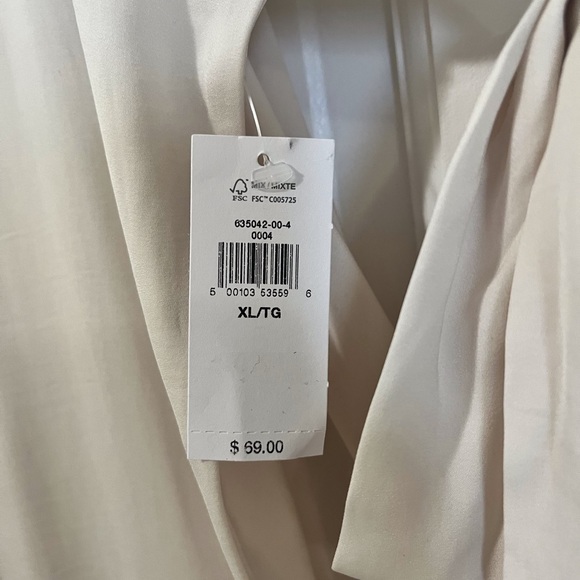 MIX / MIXTE
FSC FSC™ C005725
635042-00-4
0004
5 00103 53559 6
XL/TG
$ 69.00